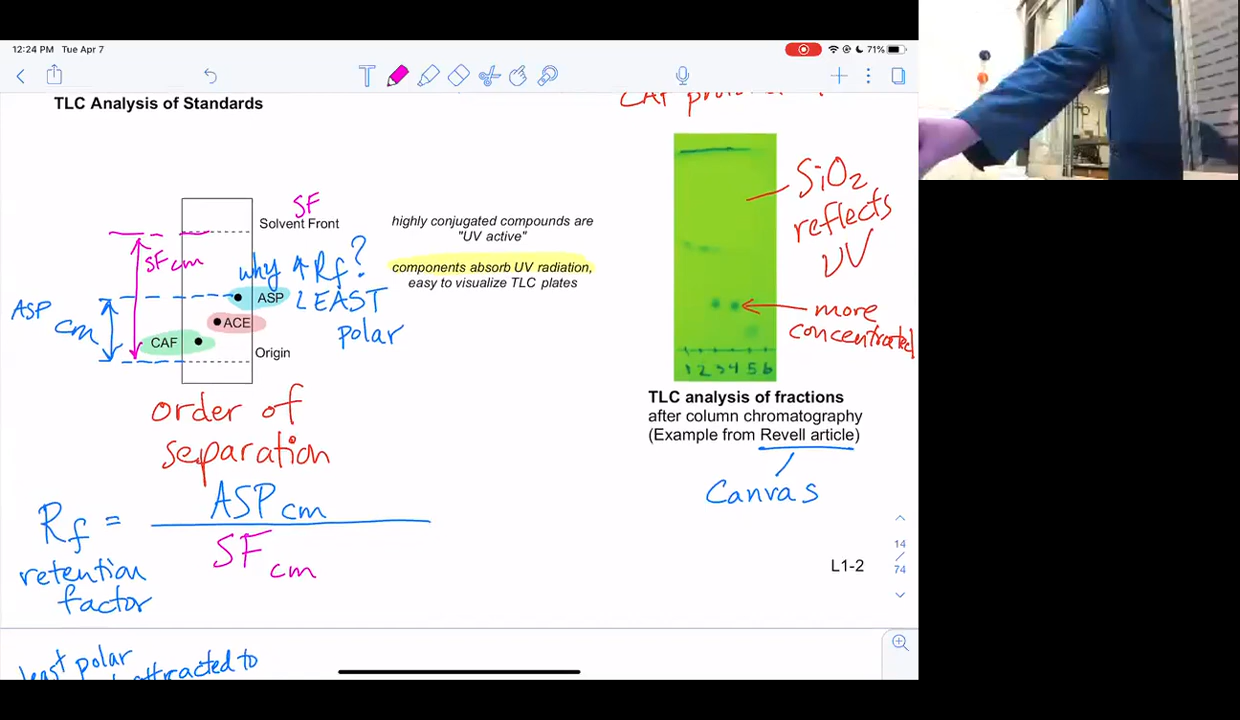 12:24 PM Tue Apr 7
71%
TLC Analysis of Standards
SF
Solvent Front
SF cm
why ↑ Rf?
ASP
LEAST
polar
ASP
cm
ACE
CAF
Origin
highly conjugated compounds are
"UV active"
components absorb UV radiation,
easy to visualize TLC plates
order of
separation
Rf = ASP cm
SF cm
retention
factor
CAF
SiO2
reflects
UV
more
concentrated
1 2 3 4 5 6
TLC analysis of fractions
after column chromatography
(Example from Revell article)
Canvas
L1-2
14
/
74
least polar
attracted to